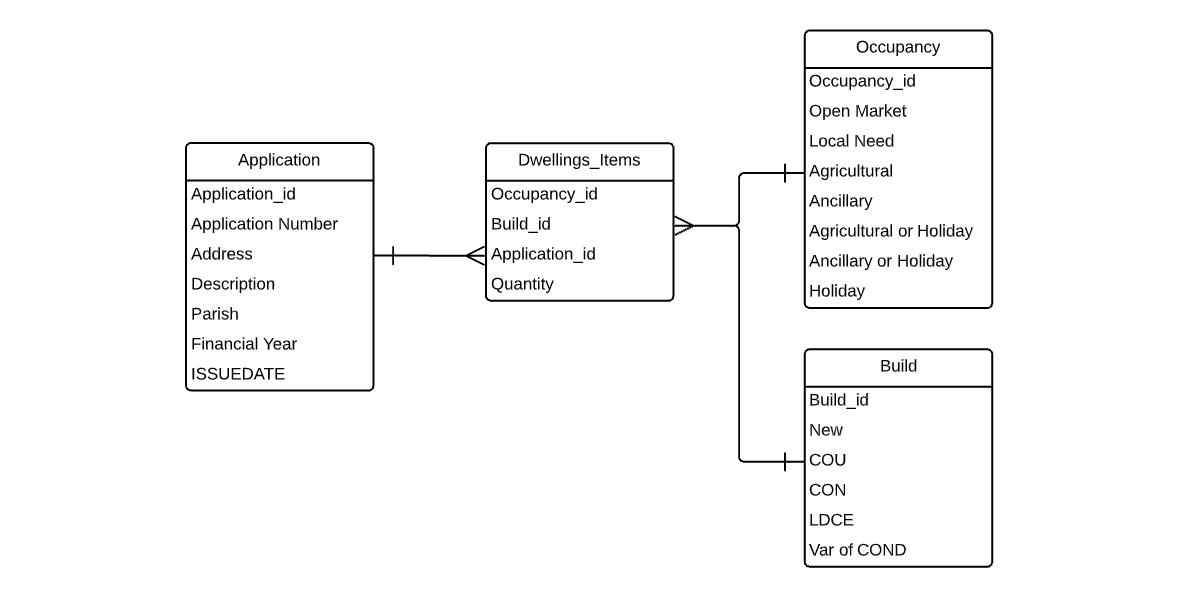 Application
Application_id
Application Number
Address
Description
Parish
Financial Year
ISSUEDATE
Dwellings_Items
Occupancy_id
Build_id
Application_id
Quantity
Occupancy
Occupancy_id
Open Market
Local Need
Agricultural
Ancillary
Agricultural or Holiday
Ancillary or Holiday
Holiday
Build
Build_id
New
COU
CON
LDCE
Var of COND